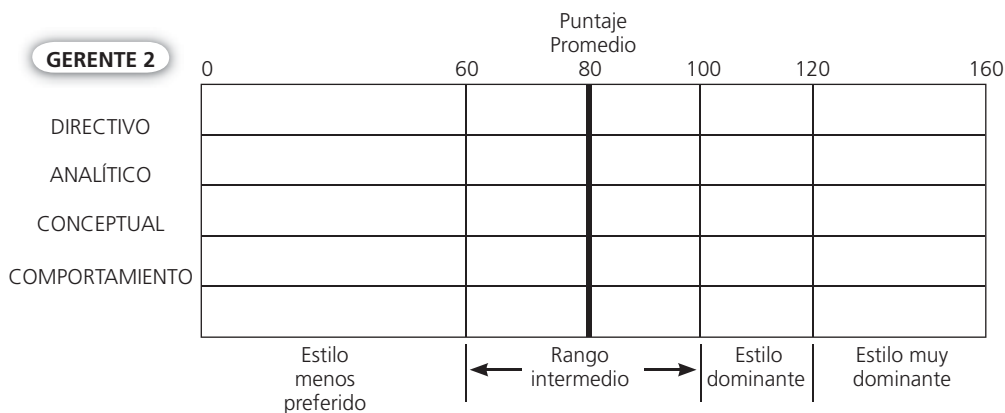 Puntaje
Promedio
GERENTE 2
0 60 80 100 120 160
DIRECTIVO
ANALÍTICO
CONCEPTUAL
COMPORTAMIENTO
Estilo
menos
preferido
Rango
intermedio
Estilo
dominante
Estilo muy
dominante